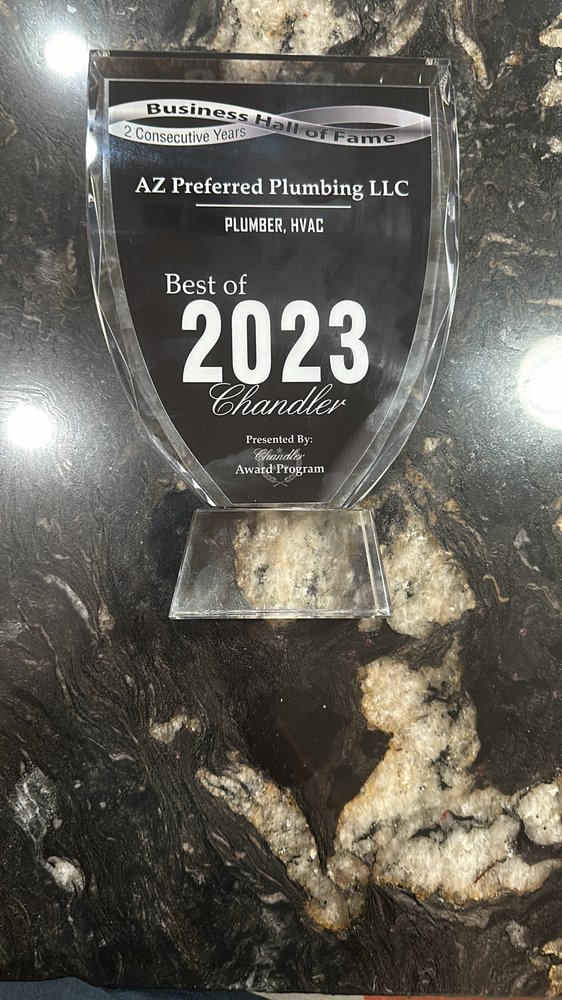 Business Hall of Fame
2 Consecutive Years
AZ Preferred Plumbing LLC
PLUMBER, HVAC
Best of
2023
Chandler
Presented By:
Chandler
Award Program